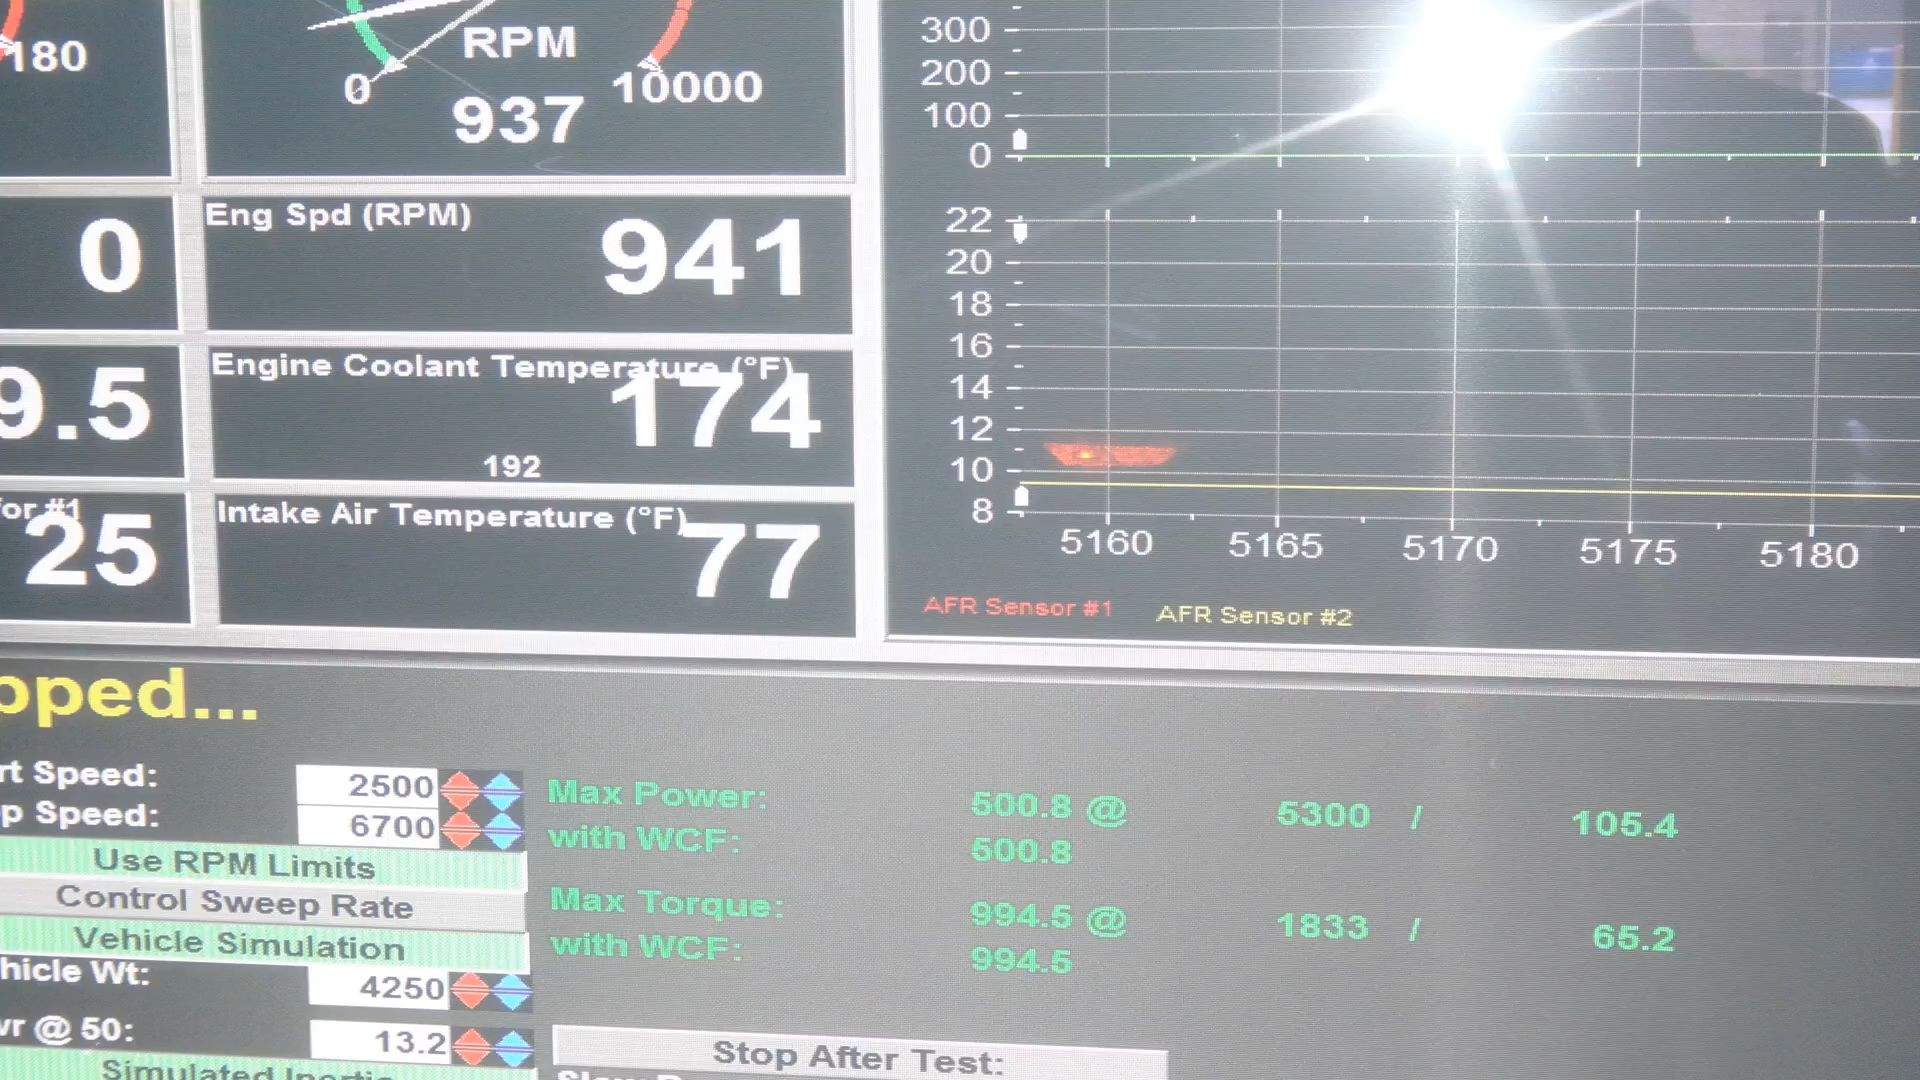 180
RPM
0
10000
937
0
Eng Spd (RPM)
941
9.5
Engine Coolant Temperature (°F)
174
192
or #1
25
Intake Air Temperature (°F)
77
300
200
100
0
22
20
18
16
14
12
10
8
5160 5165 5170 5175 5180
AFR Sensor #1 AFR Sensor #2
pped...
rt Speed: 2500
p Speed: 6700
Use RPM Limits
Control Sweep Rate
Vehicle Simulation
hicle Wt: 4250
wr @ 50: 13.2
Simulated Inertia
Max Power: 500.8 @ 5300 / 105.4
with WCF: 500.8
Max Torque: 994.5 @ 1833 / 65.2
with WCF: 994.5
Stop After Test: